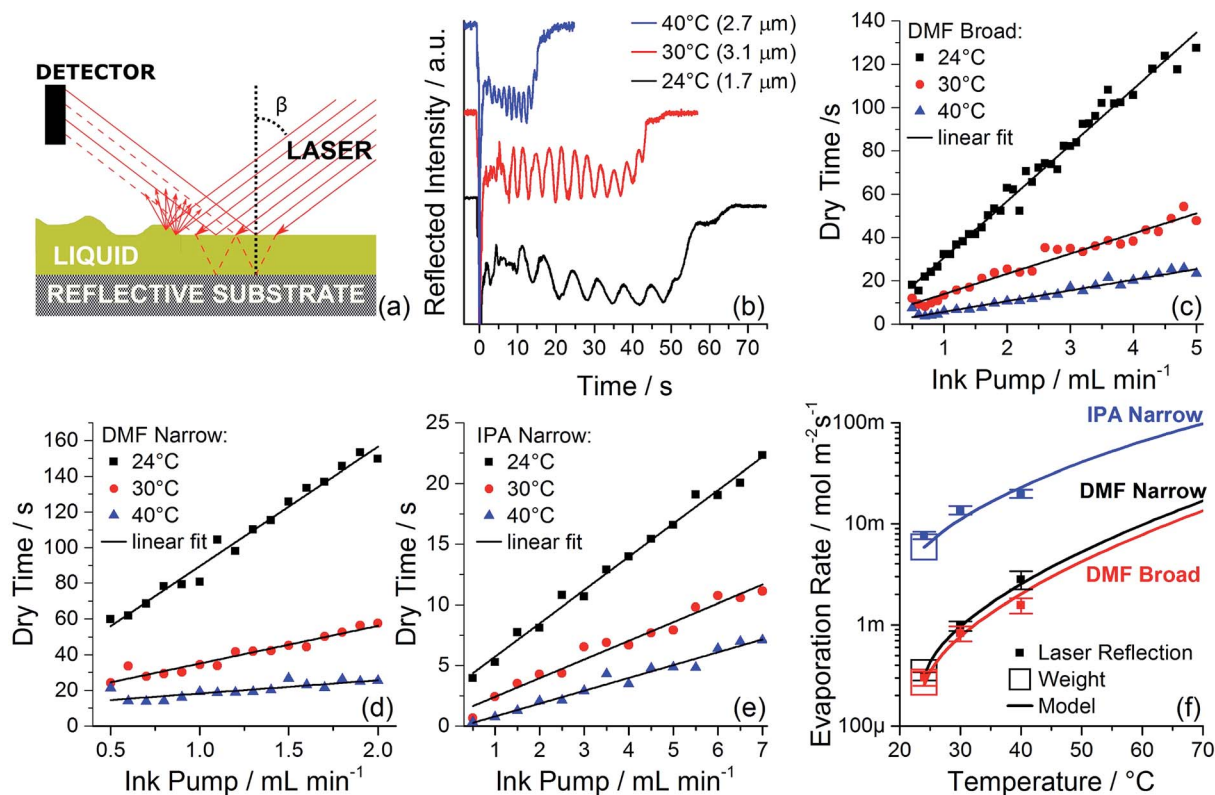 DETECTOR
β
LASER
LIQUID
REFLECTIVE SUBSTRATE
(a)
Reflected Intensity / a.u.
40°C (2.7 µm)
30°C (3.1 µm)
24°C (1.7 µm)
0 10 20 30 40 50 60 70
Time / s
(b)
Dry Time /s
140
120
100
80
60
40
20
0
DMF Broad:
24°C
30°C
40°C
linear fit
(c)
1 2 3 4 5
Ink Pump / mL min⁻¹
Dry Time / s
160
140
120
100
80
60
40
20
0
DMF Narrow:
24°C
30°C
40°C
linear fit
(d)
0.5 1.0 1.5 2.0
Ink Pump / mL min⁻¹
Dry Time / s
25
20
15
10
5
0
IPA Narrow:
24°C
30°C
40°C
linear fit
(e)
0 1 2 3 4 5 6 7
Ink Pump / mL min⁻¹
Evaporation Rate / mol m⁻²s⁻¹
100m
10m
1m
100µ
IPA Narrow
DMF Narrow
DMF Broad
Laser Reflection
Weight
Model
(f)
20 30 40 50 60 70
Temperature / °C